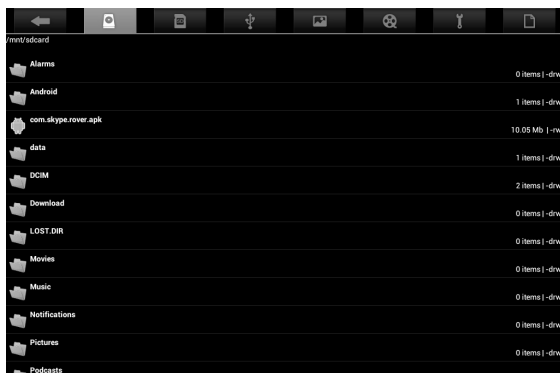 /mnt/sdcard
Alarms
0 items | -drw
Android
1 items | -drw
com.skype.rover.apk
10.05 Mb | -rw
data
1 items | -drw
DCIM
2 items | -drw
Download
0 items | -drw
LOST.DIR
0 items | -drw
Movies
0 items | -drw
Music
0 items | -drw
Notifications
0 items | -drw
Pictures
0 items | -drw
Podcasts